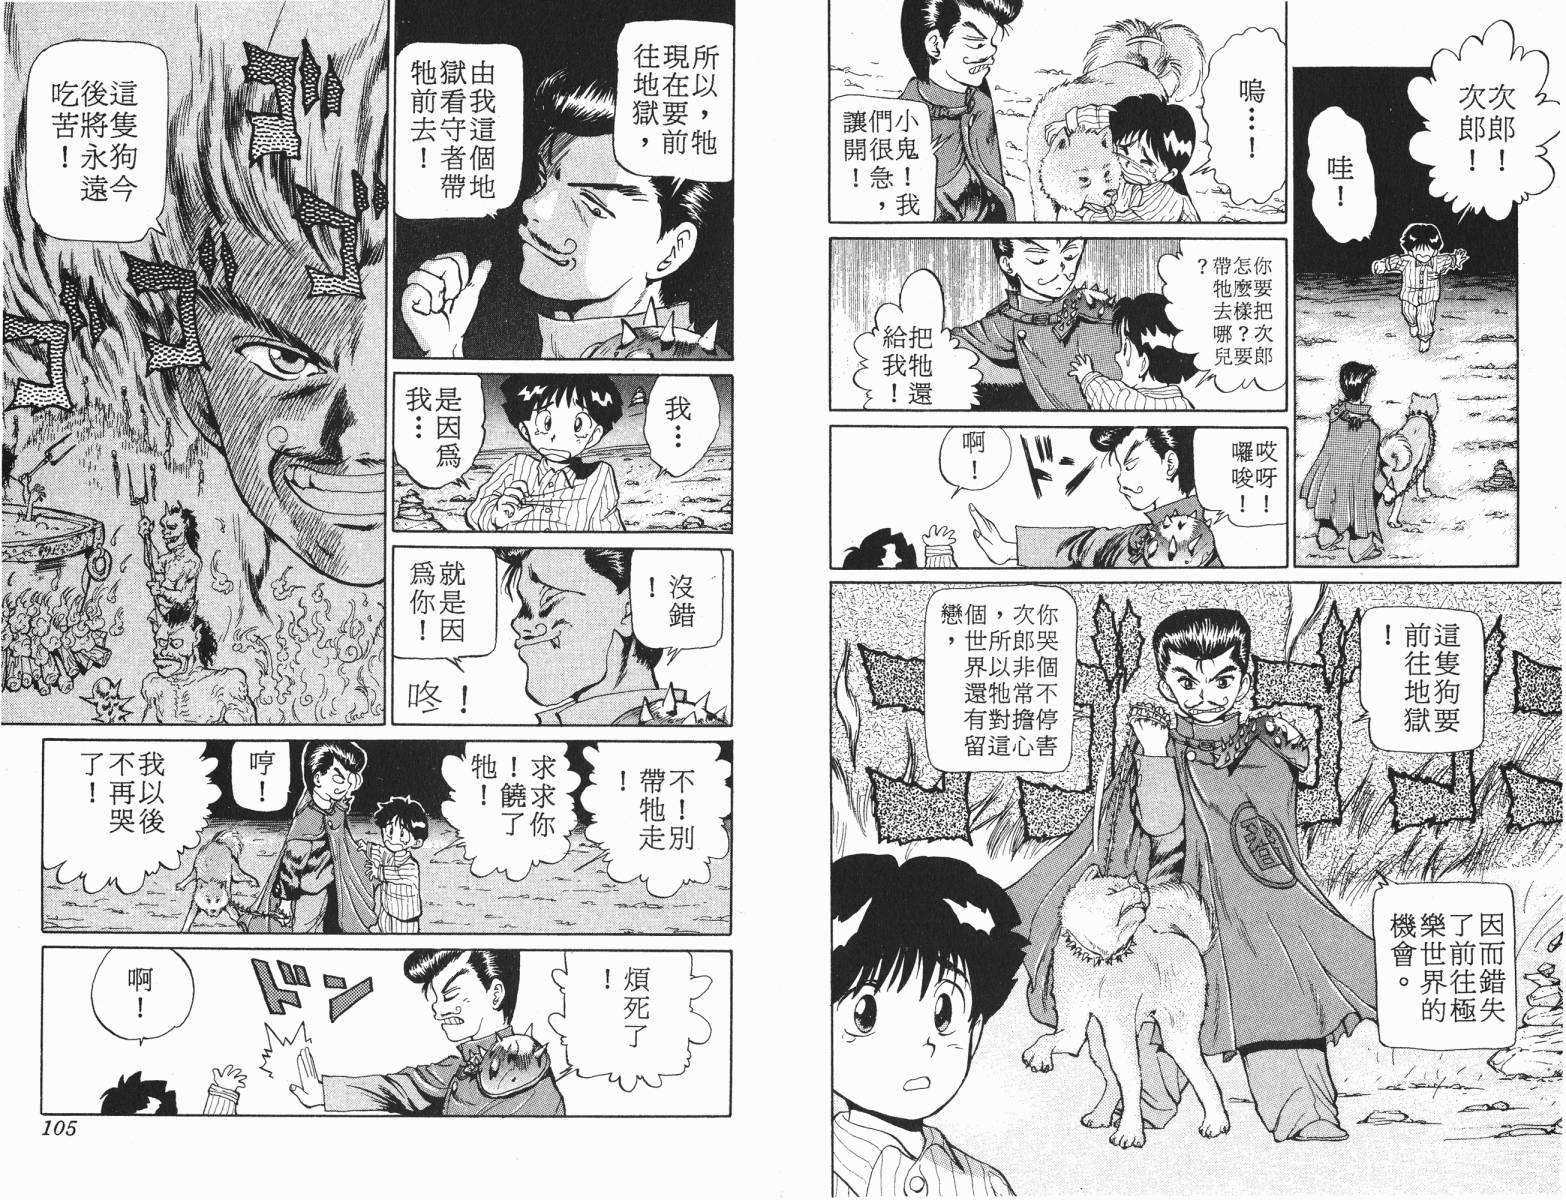 次郎！
次郎！
哇！
嗚…！
小鬼！我
們很急，
讓開！
你要把次郎
怎麼樣？要
帶牠去哪兒
？
把牠還
給我！
哎呀！
囉唆！
ドン
啊！
這隻狗要
前往地獄
！
你哭個不停害
次郎非常擔心
，所以牠對這
個世界還有留
戀，
因而錯失
了前往極
樂世界的
機會。
所以，牠
現在要前
往地獄，
由我這個地
獄看守者帶
牠前去！
我…
是因為
我…
沒錯
！
就是因
為你！
咚！
這隻狗今
後將永遠
吃苦！
不！別
帶牠走
！
求求你
！饒了
牠！
哼！
我以後
不再哭
了！
煩死了
！
ドン
啊！
105